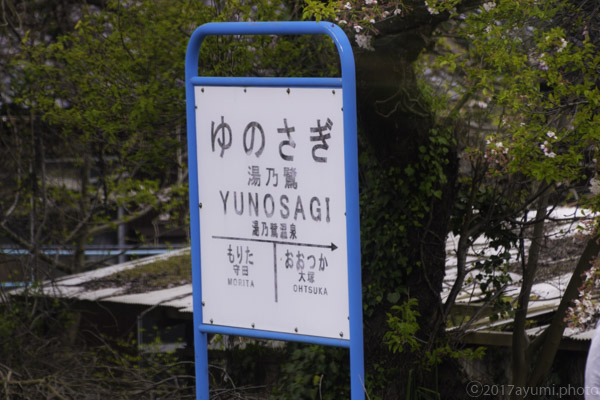 ゆのさぎ
湯乃鷺
YUNOSAGI
湯乃鷺温泉
もりた
守田
MORITA
おおつか
大塚
OHTSUKA
©2017ayumi.photo